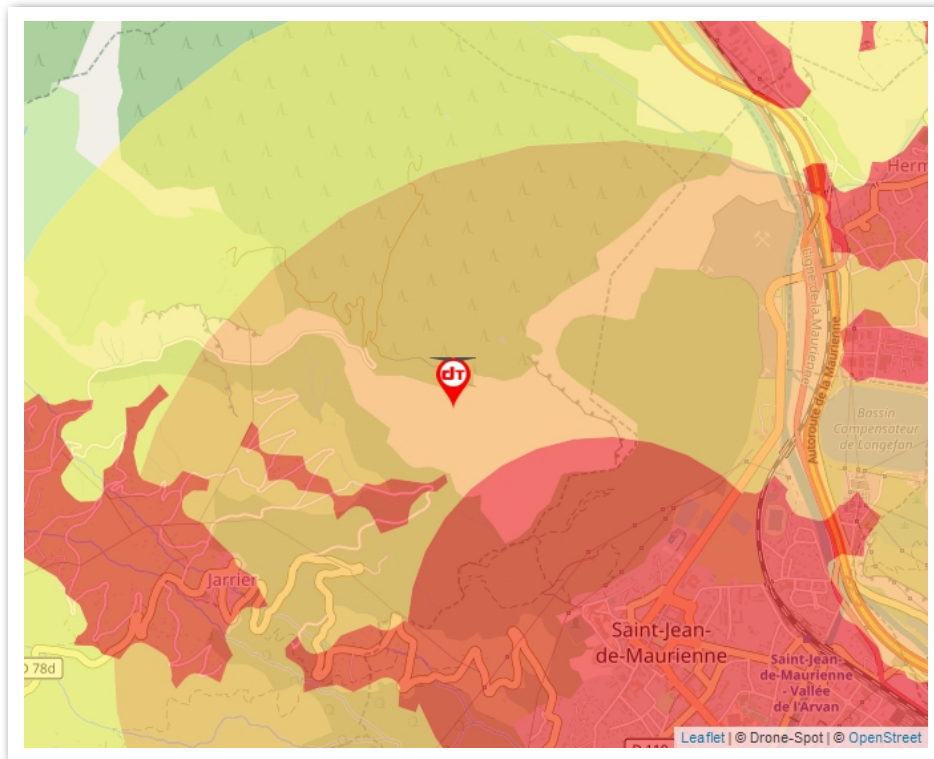 Herm
Ligne de la Maurienne
Autoroute de la Maurienne
dT
Bassin
Compensateur
de Longefan
Jarrier
Saint-Jean-
de-Maurienne
Saint-Jean-
de-Maurienne
- Vallée
de l'Arvan
D 78d
D 110
Leaflet | © Drone-Spot | © OpenStreet